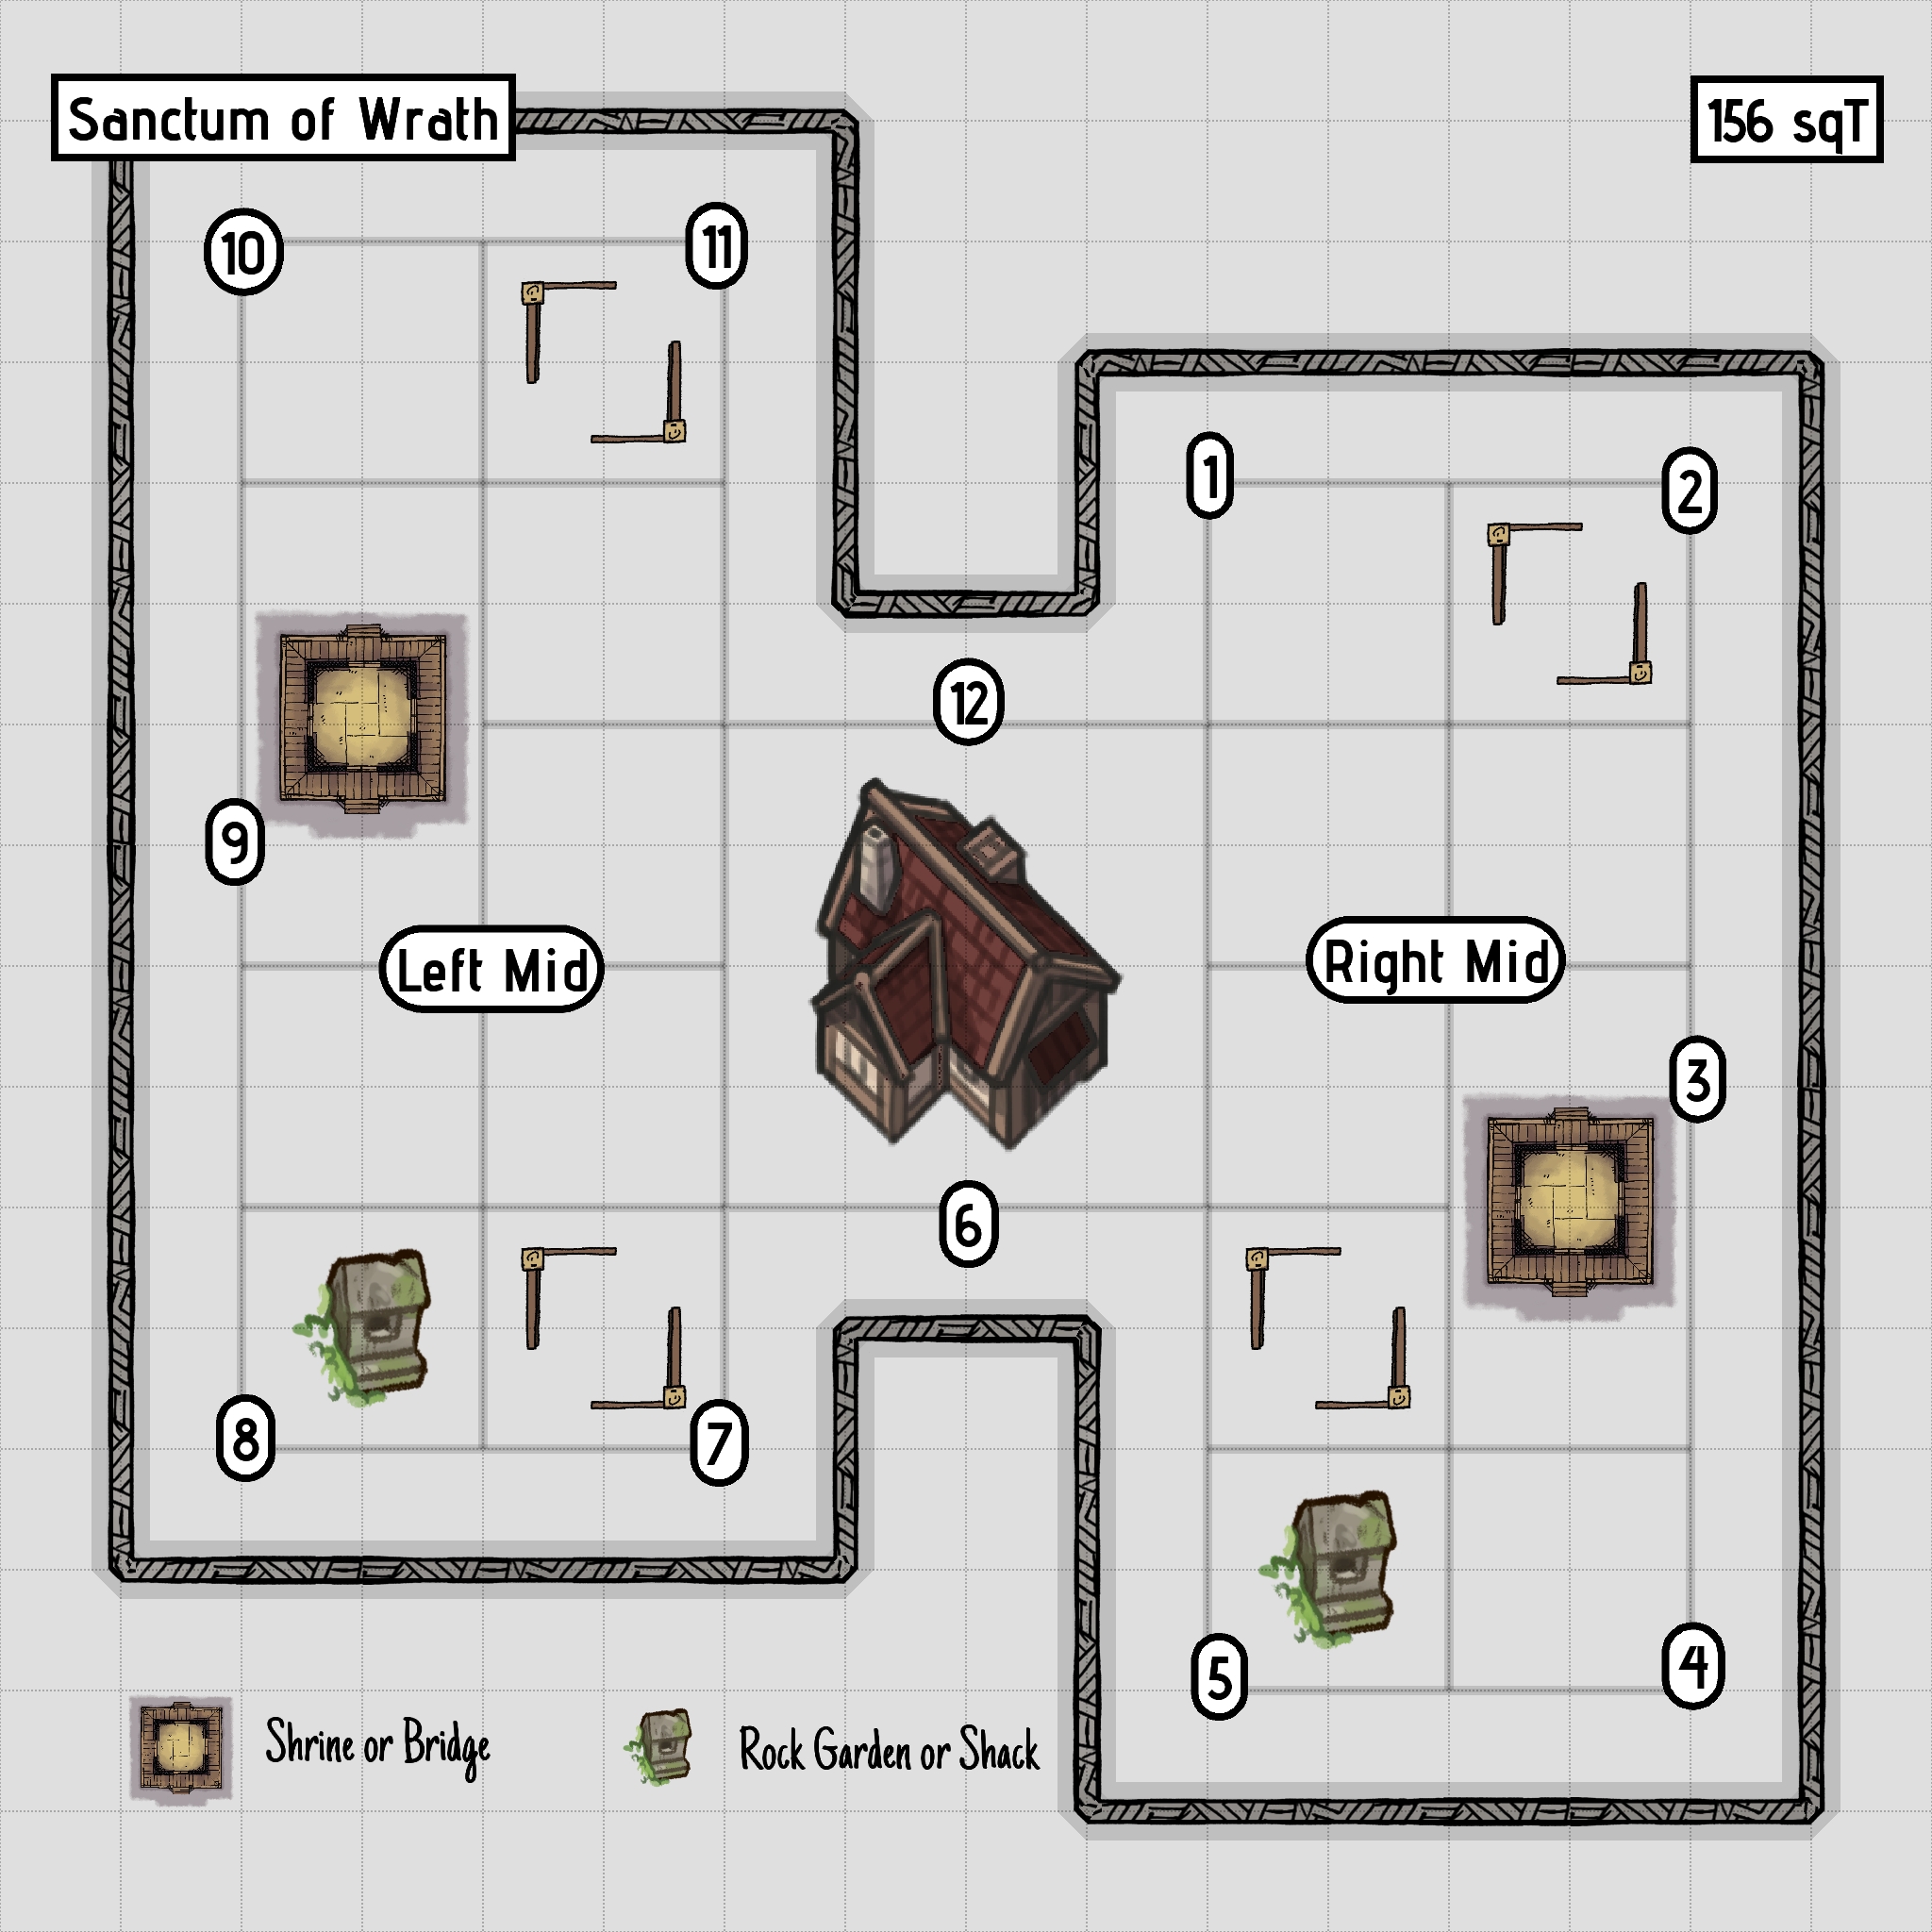 Sanctum of Wrath
156 sqT
10
11
1
2
12
9
Left Mid
Right Mid
3
6
8
7
5
4
Shrine or Bridge
Rock Garden or Shack